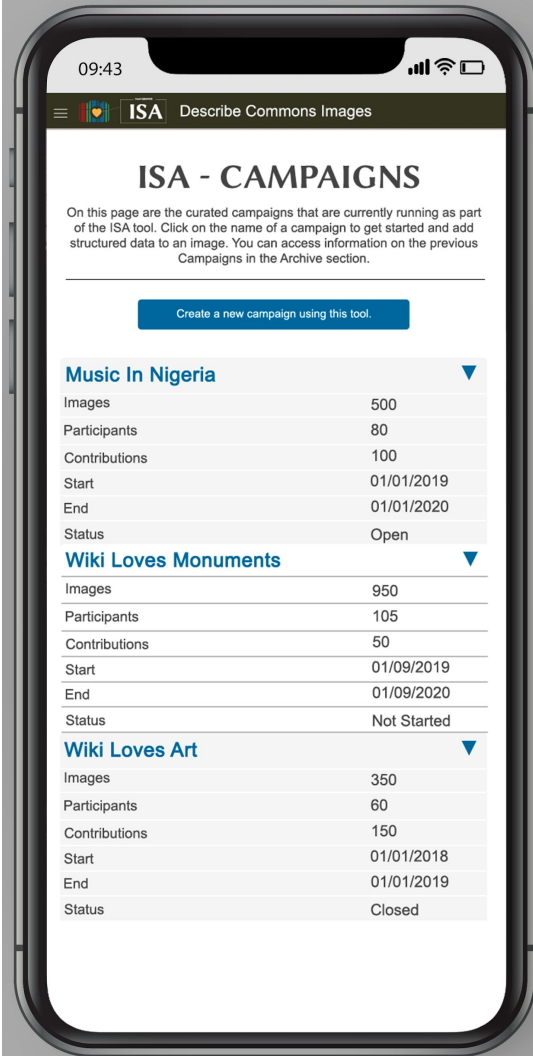 09:43
ISA Describe Commons Images
ISA - CAMPAIGNS
On this page are the curated campaigns that are currently running as part
of the ISA tool. Click on the name of a campaign to get started and add
structured data to an image. You can access information on the previous
Campaigns in the Archive section.
Create a new campaign using this tool.
Music In Nigeria
Images 500
Participants 80
Contributions 100
Start 01/01/2019
End 01/01/2020
Status Open
Wiki Loves Monuments
Images 950
Participants 105
Contributions 50
Start 01/09/2019
End 01/09/2020
Status Not Started
Wiki Loves Art
Images 350
Participants 60
Contributions 150
Start 01/01/2018
End 01/01/2019
Status Closed